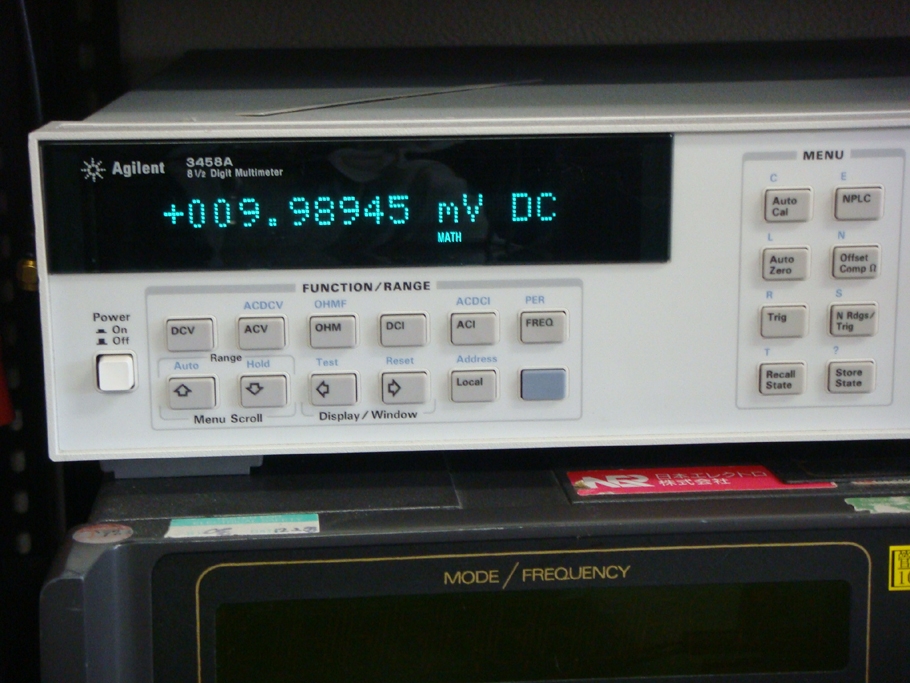 Agilent 3458A
8½ Digit Multimeter
+009.98945 mV DC
MATH
FUNCTION/RANGE
ACDCV OHMF ACDCI PER
DCV ACV OHM DCI ACI FREQ
Power
On
Off
Range
Auto Hold Test Reset Address
Local
Menu Scroll Display/Window
MENU
C E
Auto Cal NPLC
L N
Auto Zero Offset Comp Ω
R S
Trig N Rdgs/Trig
T ?
Recall State Store State
日本エレクトロ
株式会社
MODE/FREQUENCY